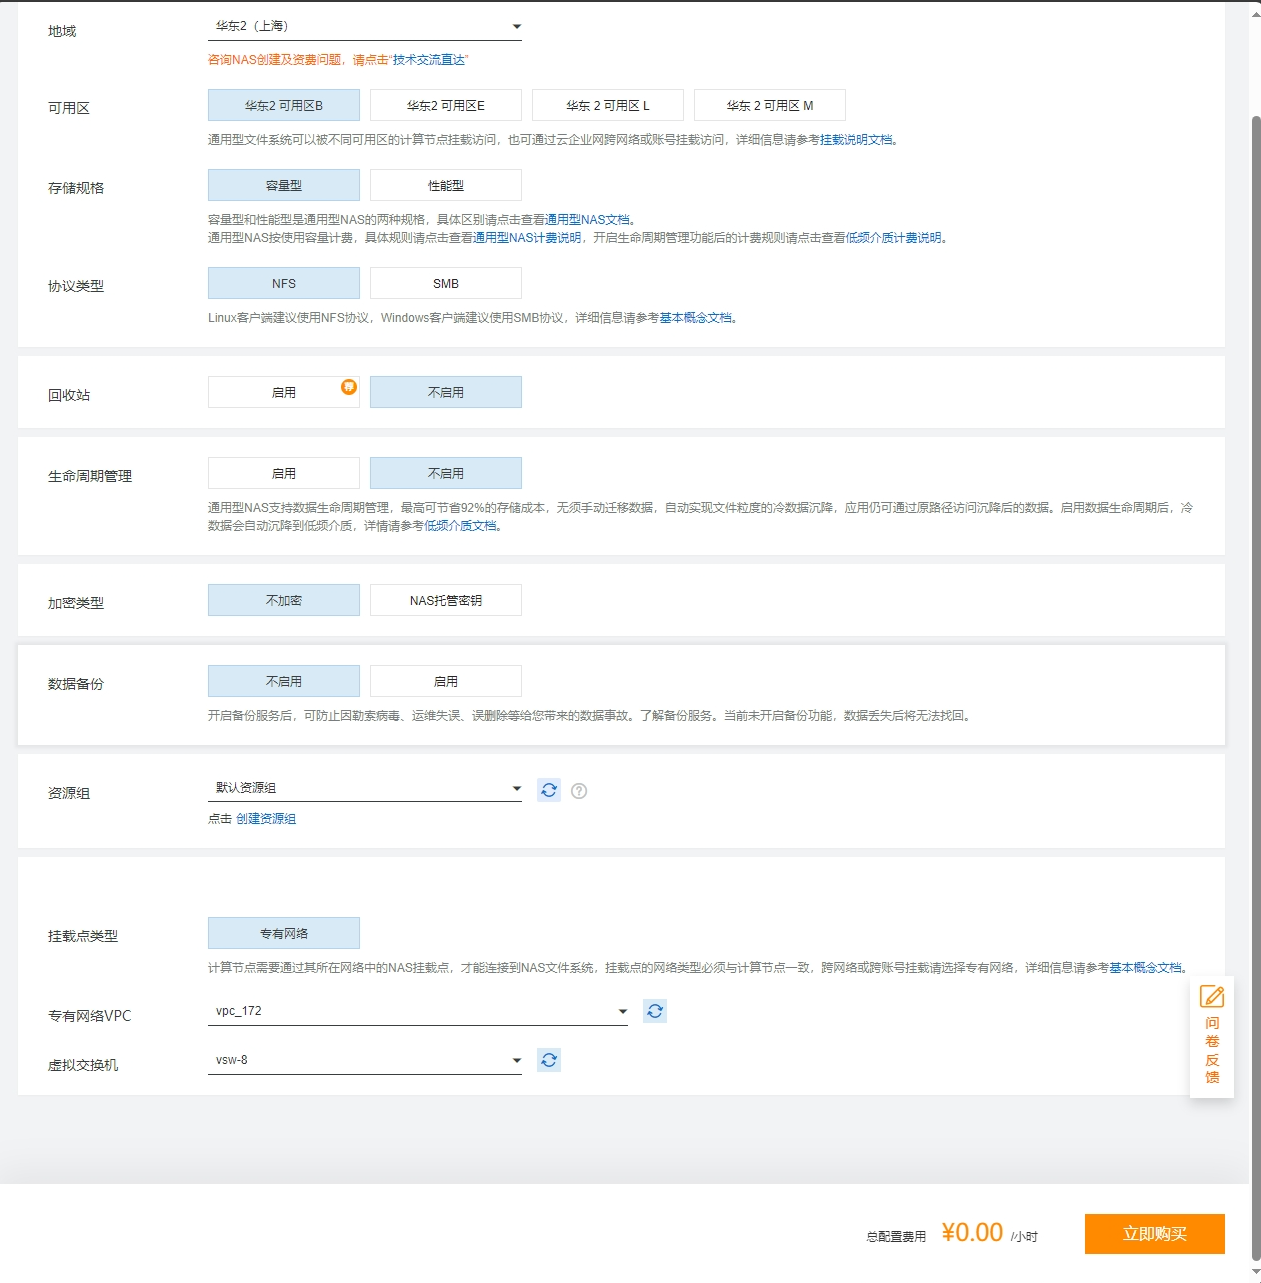 地域
华东2（上海）
咨询NAS创建及资费问题，请点击“技术交流直达”
可用区
华东2 可用区B
华东2 可用区E
华东 2 可用区 L
华东 2 可用区 M
通用型文件系统可以被不同可用区的计算节点挂载访问，也可通过云企业网跨网络或账号挂载访问，详细信息请参考挂载说明文档。
存储规格
容量型
性能型
容量型和性能型是通用型NAS的两种规格，具体区别请点击查看通用型NAS文档。
通用型NAS按使用容量计费，具体规则请点击查看通用型NAS计费说明，开启生命周期管理功能后的计费规则请点击查看低频介质计费说明。
协议类型
NFS
SMB
Linux客户端建议使用NFS协议，Windows客户端建议使用SMB协议，详细信息请参考基本概念文档。
回收站
启用
荐
不启用
生命周期管理
启用
不启用
通用型NAS支持数据生命周期管理，最高可节省92%的存储成本，无须手动迁移数据，自动实现文件粒度的冷数据沉降，应用仍可通过原路径访问沉降后的数据。启用数据生命周期后，冷
数据会自动沉降到低频介质，详情请参考低频介质文档。
加密类型
不加密
NAS托管密钥
数据备份
不启用
启用
开启备份服务后，可防止因勒索病毒、运维失误、误删除等给您带来的数据事故。了解备份服务。当前未开启备份功能，数据丢失后将无法找回。
资源组
默认资源组
点击 创建资源组
挂载点类型
专有网络
计算节点需要通过其所在网络中的NAS挂载点，才能连接到NAS文件系统，挂载点的网络类型必须与计算节点一致，跨网络或跨账号挂载请选择专有网络，详细信息请参考基本概念文档。
专有网络VPC
vpc_172
虚拟交换机
vsw-8
问
卷
反
馈
总配置费用 ¥0.00 /小时
立即购买